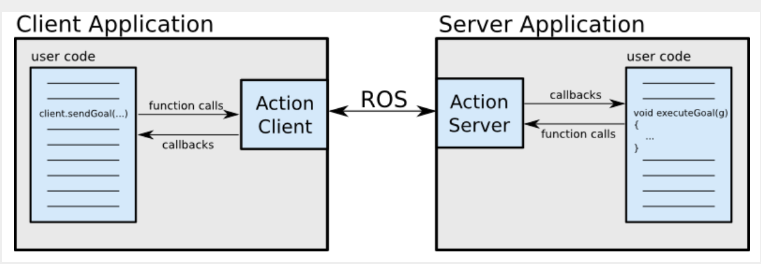 Client Application
user code
client.sendGoal(...)
function calls
callbacks
Action
Client
ROS
Server Application
user code
Action
Server
callbacks
function calls
void executeGoal(g)
{
...
}